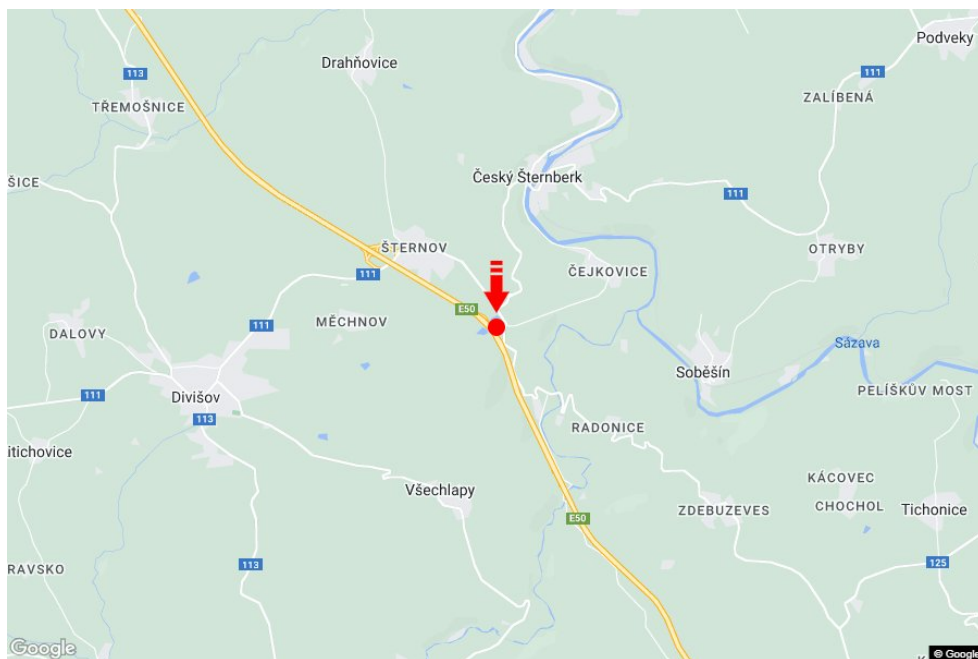 Podveky
Drahňovice
113
111
ZALÍBENÁ
TŘEMOŠNICE
Český Šternberk
ŠICE
111
ŠTERNOV
OTRYBY
ČEJKOVICE
111
E50
MĚCHNOV
111
DALOVY
Sázava
Soběšín
PELÍŠKŮV MOST
111
Divišov
113
RADONICE
itichovice
KÁCOVEC
Všechlapy
CHOCHOL
ZDEBUZEVES
Tichonice
E50
113
125
RAVSKO
Google
© Google